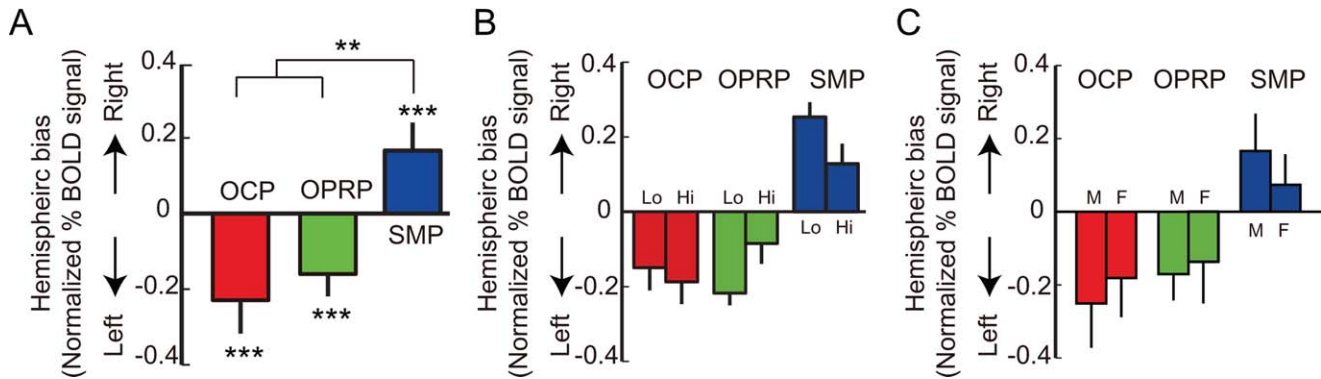 A
Hemispheirc bias
(Normalized % BOLD signal)
Left Right
0.4
0.2
0
-0.2
-0.4
**
***
OCP OPRP
SMP
***
***
B
Hemispheirc bias
(Normalized % BOLD signal)
Left Right
0.4
0.2
0
-0.2
-0.4
OCP OPRP SMP
Lo Hi Lo Hi
Lo Hi
C
Hemispheirc bias
(Normalized % BOLD signal)
Left Right
0.4
0.2
0
-0.2
-0.4
OCP OPRP SMP
M F M F
M F